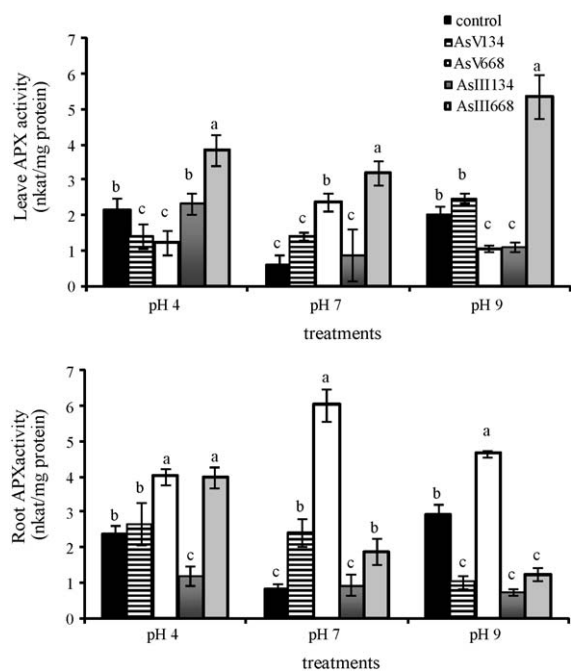 control
AsV134
AsV668
AsIII134
AsIII668
Leave APX activity
(nkat/mg protein)
7
6
5
4
3
2
1
0
b c c b a
c c b c a
b b c c a
pH 4 pH 7 pH 9
treatments
Root APXactivity
(nkat/mg protein)
7
6
5
4
3
2
1
0
b b a c a
c b a c b
b c a c c
pH 4 pH 7 pH 9
treatments